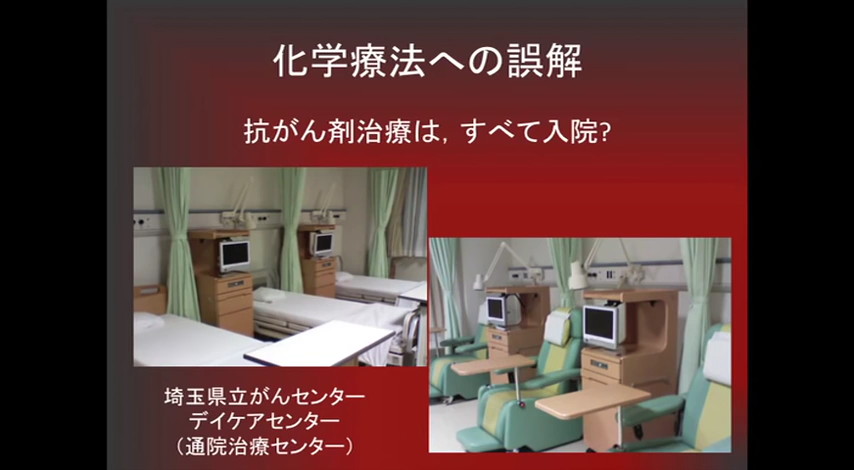 化学療法への誤解
抗がん剤治療は，すべて入院?
埼玉県立がんセンター
デイケアセンター
（通院治療センター）